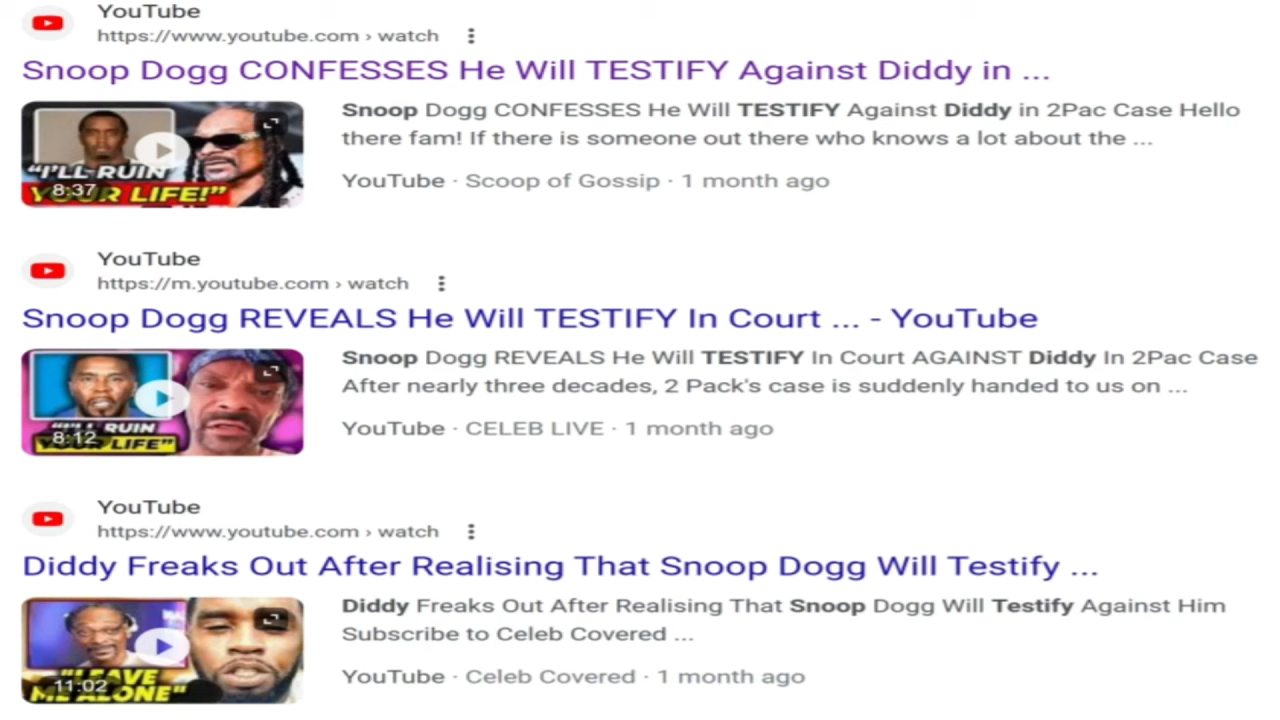 YouTube
https://www.youtube.com › watch
Snoop Dogg CONFESSES He Will TESTIFY Against Diddy in ...
Snoop Dogg CONFESSES He Will TESTIFY Against Diddy in 2Pac Case Hello
there fam! If there is someone out there who knows a lot about the ...
"I'LL RUIN
YOUR LIFE!"
8:37
YouTube · Scoop of Gossip · 1 month ago
YouTube
https://m.youtube.com › watch
Snoop Dogg REVEALS He Will TESTIFY In Court ... - YouTube
Snoop Dogg REVEALS He Will TESTIFY In Court AGAINST Diddy In 2Pac Case
After nearly three decades, 2 Pack's case is suddenly handed to us on ...
"I'LL RUIN
YOUR LIFE"
8:12
YouTube · CELEB LIVE · 1 month ago
YouTube
https://www.youtube.com › watch
Diddy Freaks Out After Realising That Snoop Dogg Will Testify ...
Diddy Freaks Out After Realising That Snoop Dogg Will Testify Against Him
Subscribe to Celeb Covered ...
"LEAVE
ME ALONE"
11:02
YouTube · Celeb Covered · 1 month ago